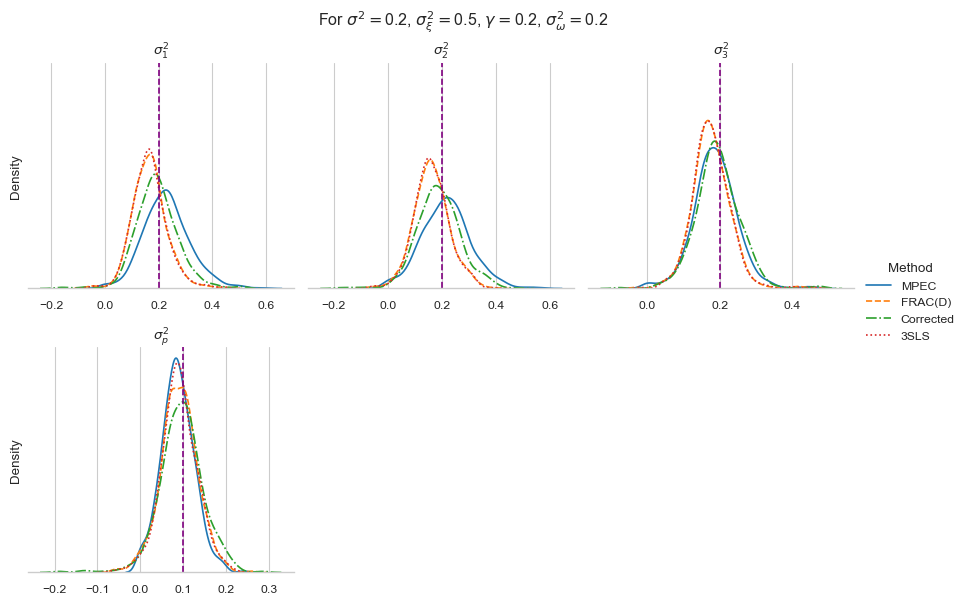 For σ² = 0.2, σ²_ξ = 0.5, γ = 0.2, σ²_ω = 0.2
σ²_1 σ²_2 σ²_3
Density
−0.2 0.0 0.2 0.4 0.6 −0.2 0.0 0.2 0.4 0.6 0.0 0.2 0.4
Method
MPEC
FRAC(D)
Corrected
3SLS
σ²_p
Density
−0.2 −0.1 0.0 0.1 0.2 0.3